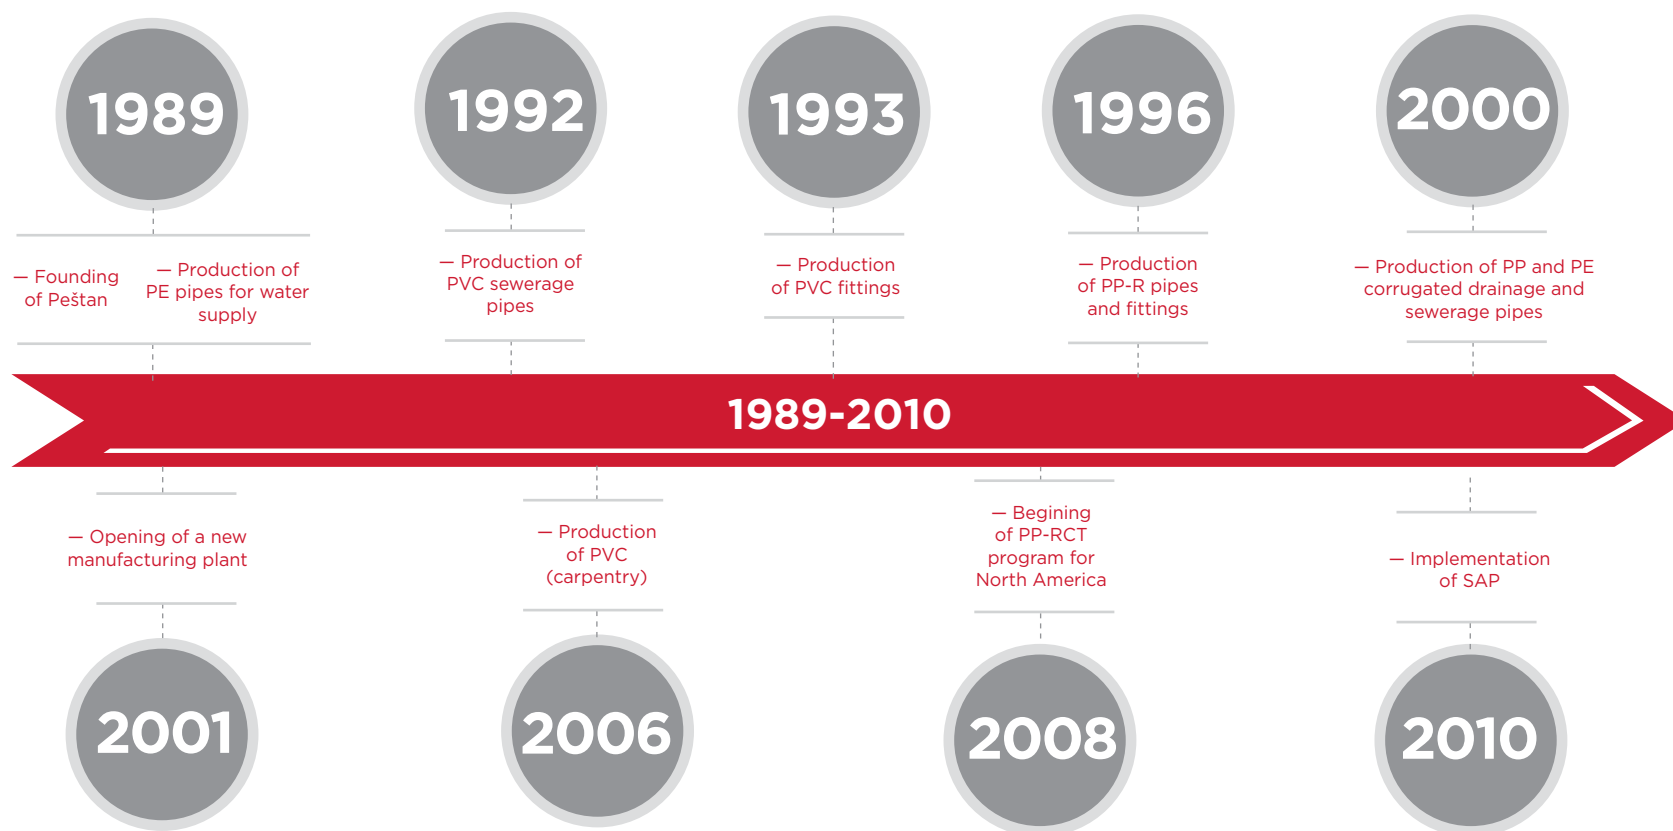 1989
1992
1993
1996
2000
— Founding
of Peštan
— Production of
PE pipes for water
supply
— Production of
PVC sewerage
pipes
— Production
of PVC fittings
— Production
of PP-R pipes
and fittings
— Production of PP and PE
corrugated drainage and
sewerage pipes
1989-2010
— Opening of a new
manufacturing plant
— Production
of PVC
(carpentry)
— Begining
of PP-RCT
program for
North America
— Implementation
of SAP
2001
2006
2008
2010